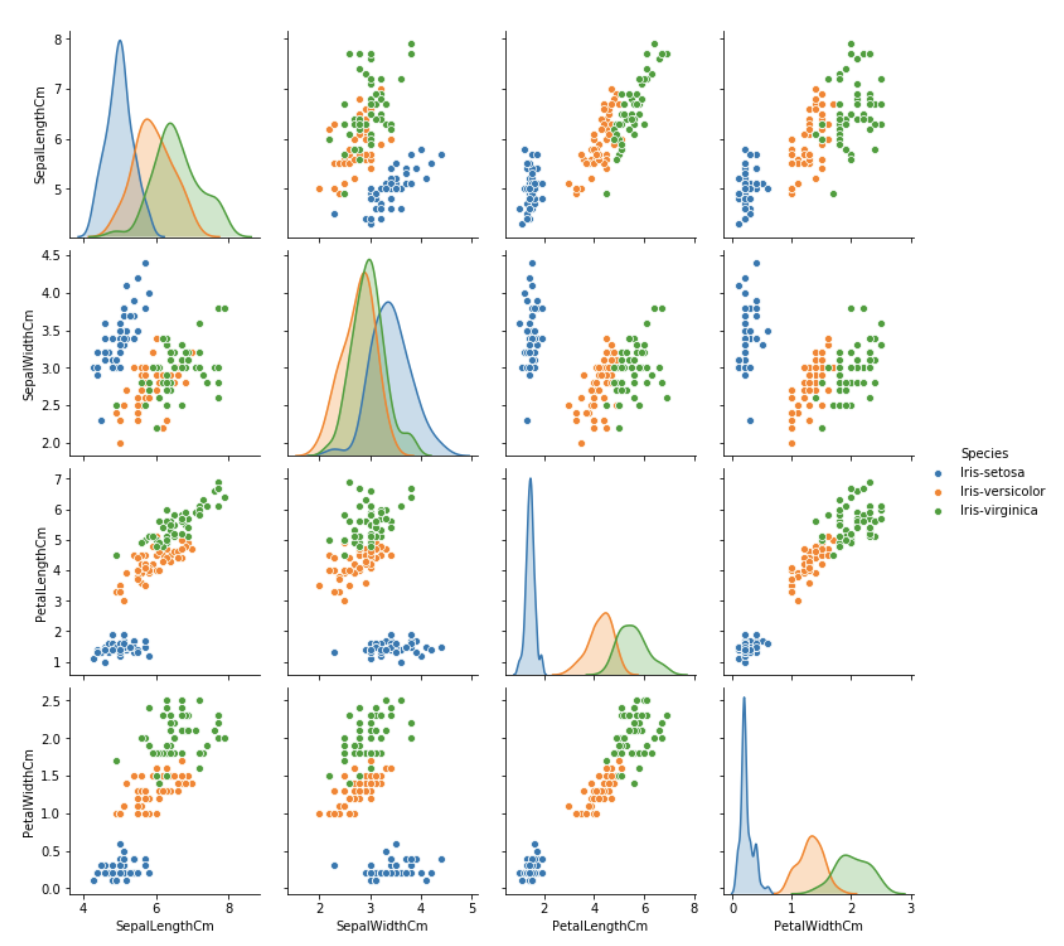 8
7
6
5
SepalLengthCm
4.5
4.0
3.5
3.0
2.5
2.0
SepalWidthCm
Species
Iris-setosa
Iris-versicolor
Iris-virginica
7
6
5
4
3
2
1
PetalLengthCm
2.5
2.0
1.5
1.0
0.5
0.0
PetalWidthCm
4 6 8
2 3 4 5
2 4 6 8
0 1 2 3
SepalLengthCm
SepalWidthCm
PetalLengthCm
PetalWidthCm